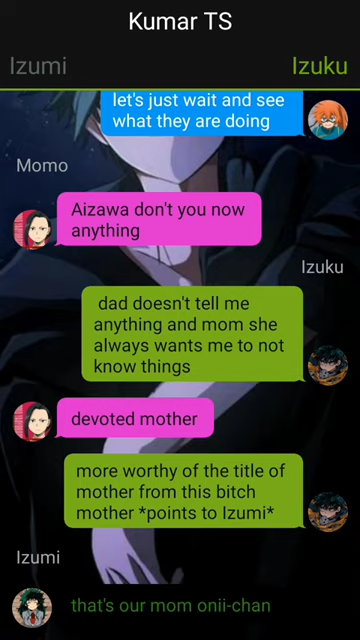 Kumar TS
Izumi
Izuku
let's just wait and see
what they are doing
Momo
Aizawa don't you now
anything
Izuku
dad doesn't tell me
anything and mom she
always wants me to not
know things
devoted mother
more worthy of the title of
mother from this bitch
mother *points to Izumi*
Izumi
that's our mom onii-chan